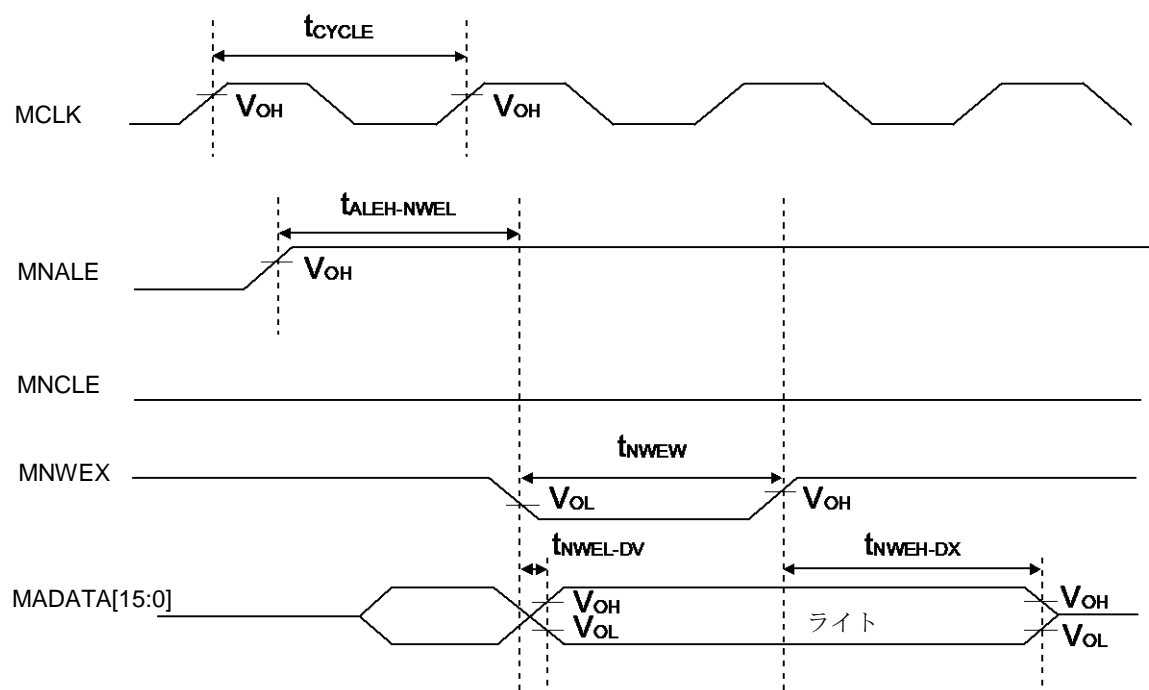 tCYCLE
MCLK
VOH
VOH
tALEH-NWEL
MNALE
VOH
MNCLE
tNWEW
MNWEX
VOL
VOH
tNWEL-DV
tNWEH-DX
MADATA[15:0]
VOH
VOL
ライト
VOH
VOL